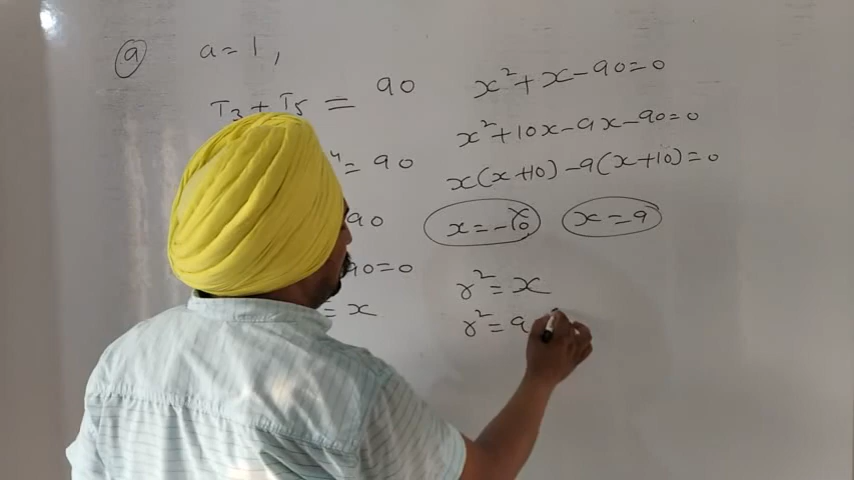 9 a = 1,
T₃ + T₅ = 90
⁴ = 90
90
90 = 0
= x
x² + x - 90 = 0
x² + 10x - 9x - 90 = 0
x(x+10) - 9(x+10) = 0
x = -10 x = 9
r² = x
r² = 9